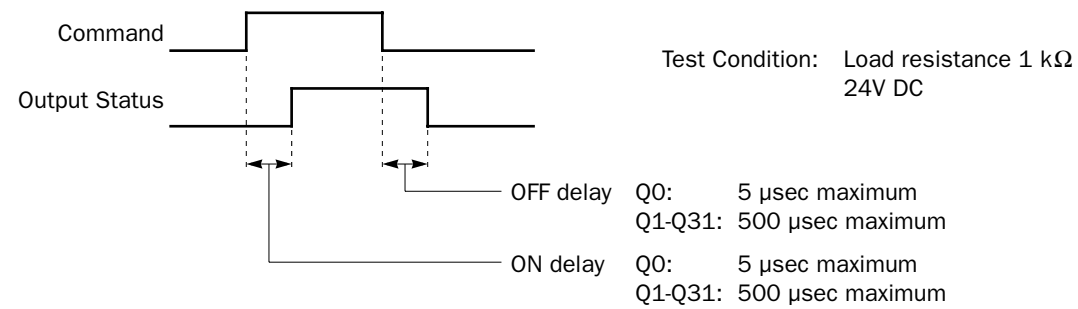 Command
Test Condition: Load resistance 1 kΩ
24V DC
Output Status
OFF delay Q0: 5 µsec maximum
Q1-Q31: 500 µsec maximum
ON delay Q0: 5 µsec maximum
Q1-Q31: 500 µsec maximum